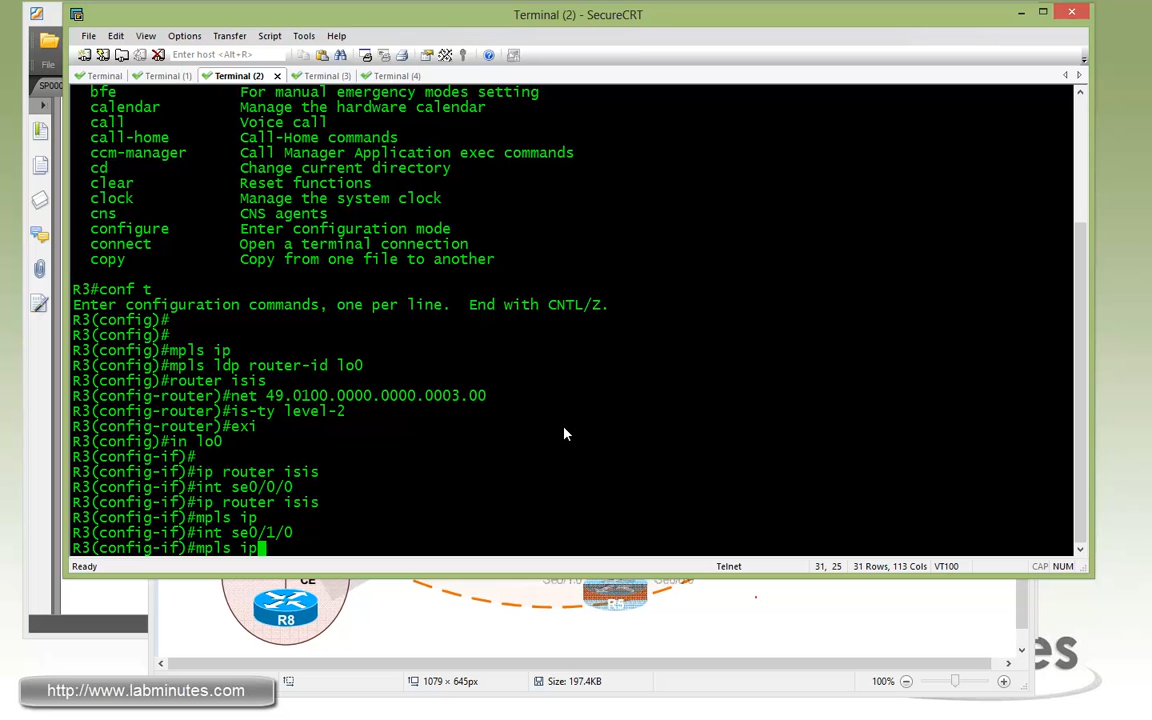 Terminal (2) - SecureCRT
File Edit View Options Transfer Script Tools Help
Enter host <Alt+R>
File
Terminal Terminal (1) Terminal (2) Terminal (3) Terminal (4)
SP000
bfe For manual emergency modes setting
calendar Manage the hardware calendar
call Voice call
call-home Call-Home commands
ccm-manager Call Manager Application exec commands
cd Change current directory
clear Reset functions
clock Manage the system clock
cns CNS agents
configure Enter configuration mode
connect Open a terminal connection
copy Copy from one file to another
R3#conf t
Enter configuration commands, one per line. End with CNTL/Z.
R3(config)#
R3(config)#
R3(config)#mpls ip
R3(config)#mpls ldp router-id lo0
R3(config)#router isis
R3(config-router)#net 49.0100.0000.0000.0003.00
R3(config-router)#is-ty level-2
R3(config-router)#exi
R3(config)#in lo0
R3(config-if)#
R3(config-if)#ip router isis
R3(config-if)#int se0/0/0
R3(config-if)#ip router isis
R3(config-if)#mpls ip
R3(config-if)#int se0/1/0
R3(config-if)#mpls ip
Ready Telnet 31, 25 31 Rows, 113 Cols VT100 CAP NUM
CE
R8
es
http://www.labminutes.com
1079 × 645px Size: 197.4KB 100%